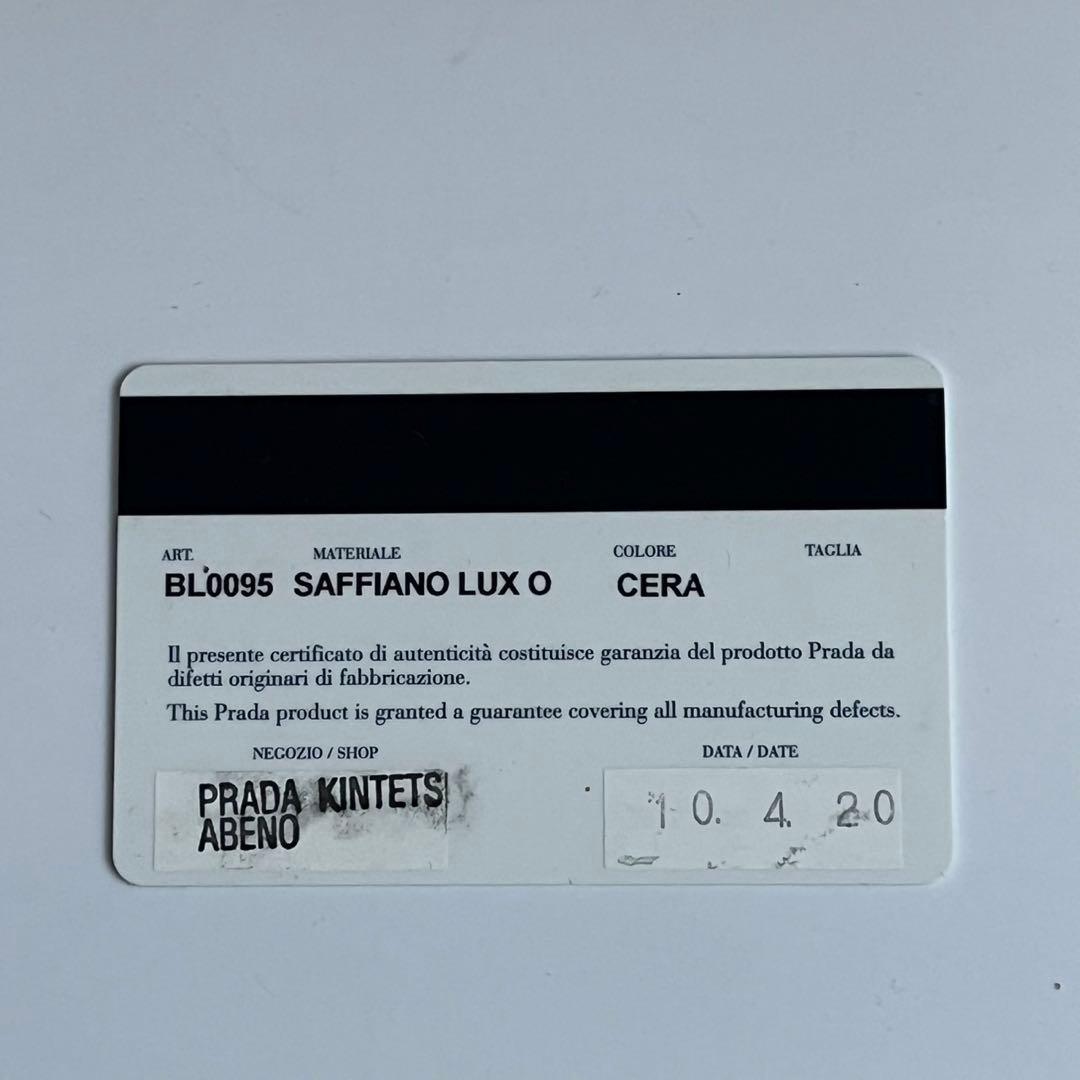 ART. MATERIALE COLORE TAGLIA
BL0095 SAFFIANO LUX O CERA
Il presente certificato di autenticità costituisce garanzia del prodotto Prada da
difetti originari di fabbricazione.
This Prada product is granted a guarantee covering all manufacturing defects.
NEGOZIO / SHOP DATA / DATE
PRADA KINTETS
ABENO
10. 4. 20